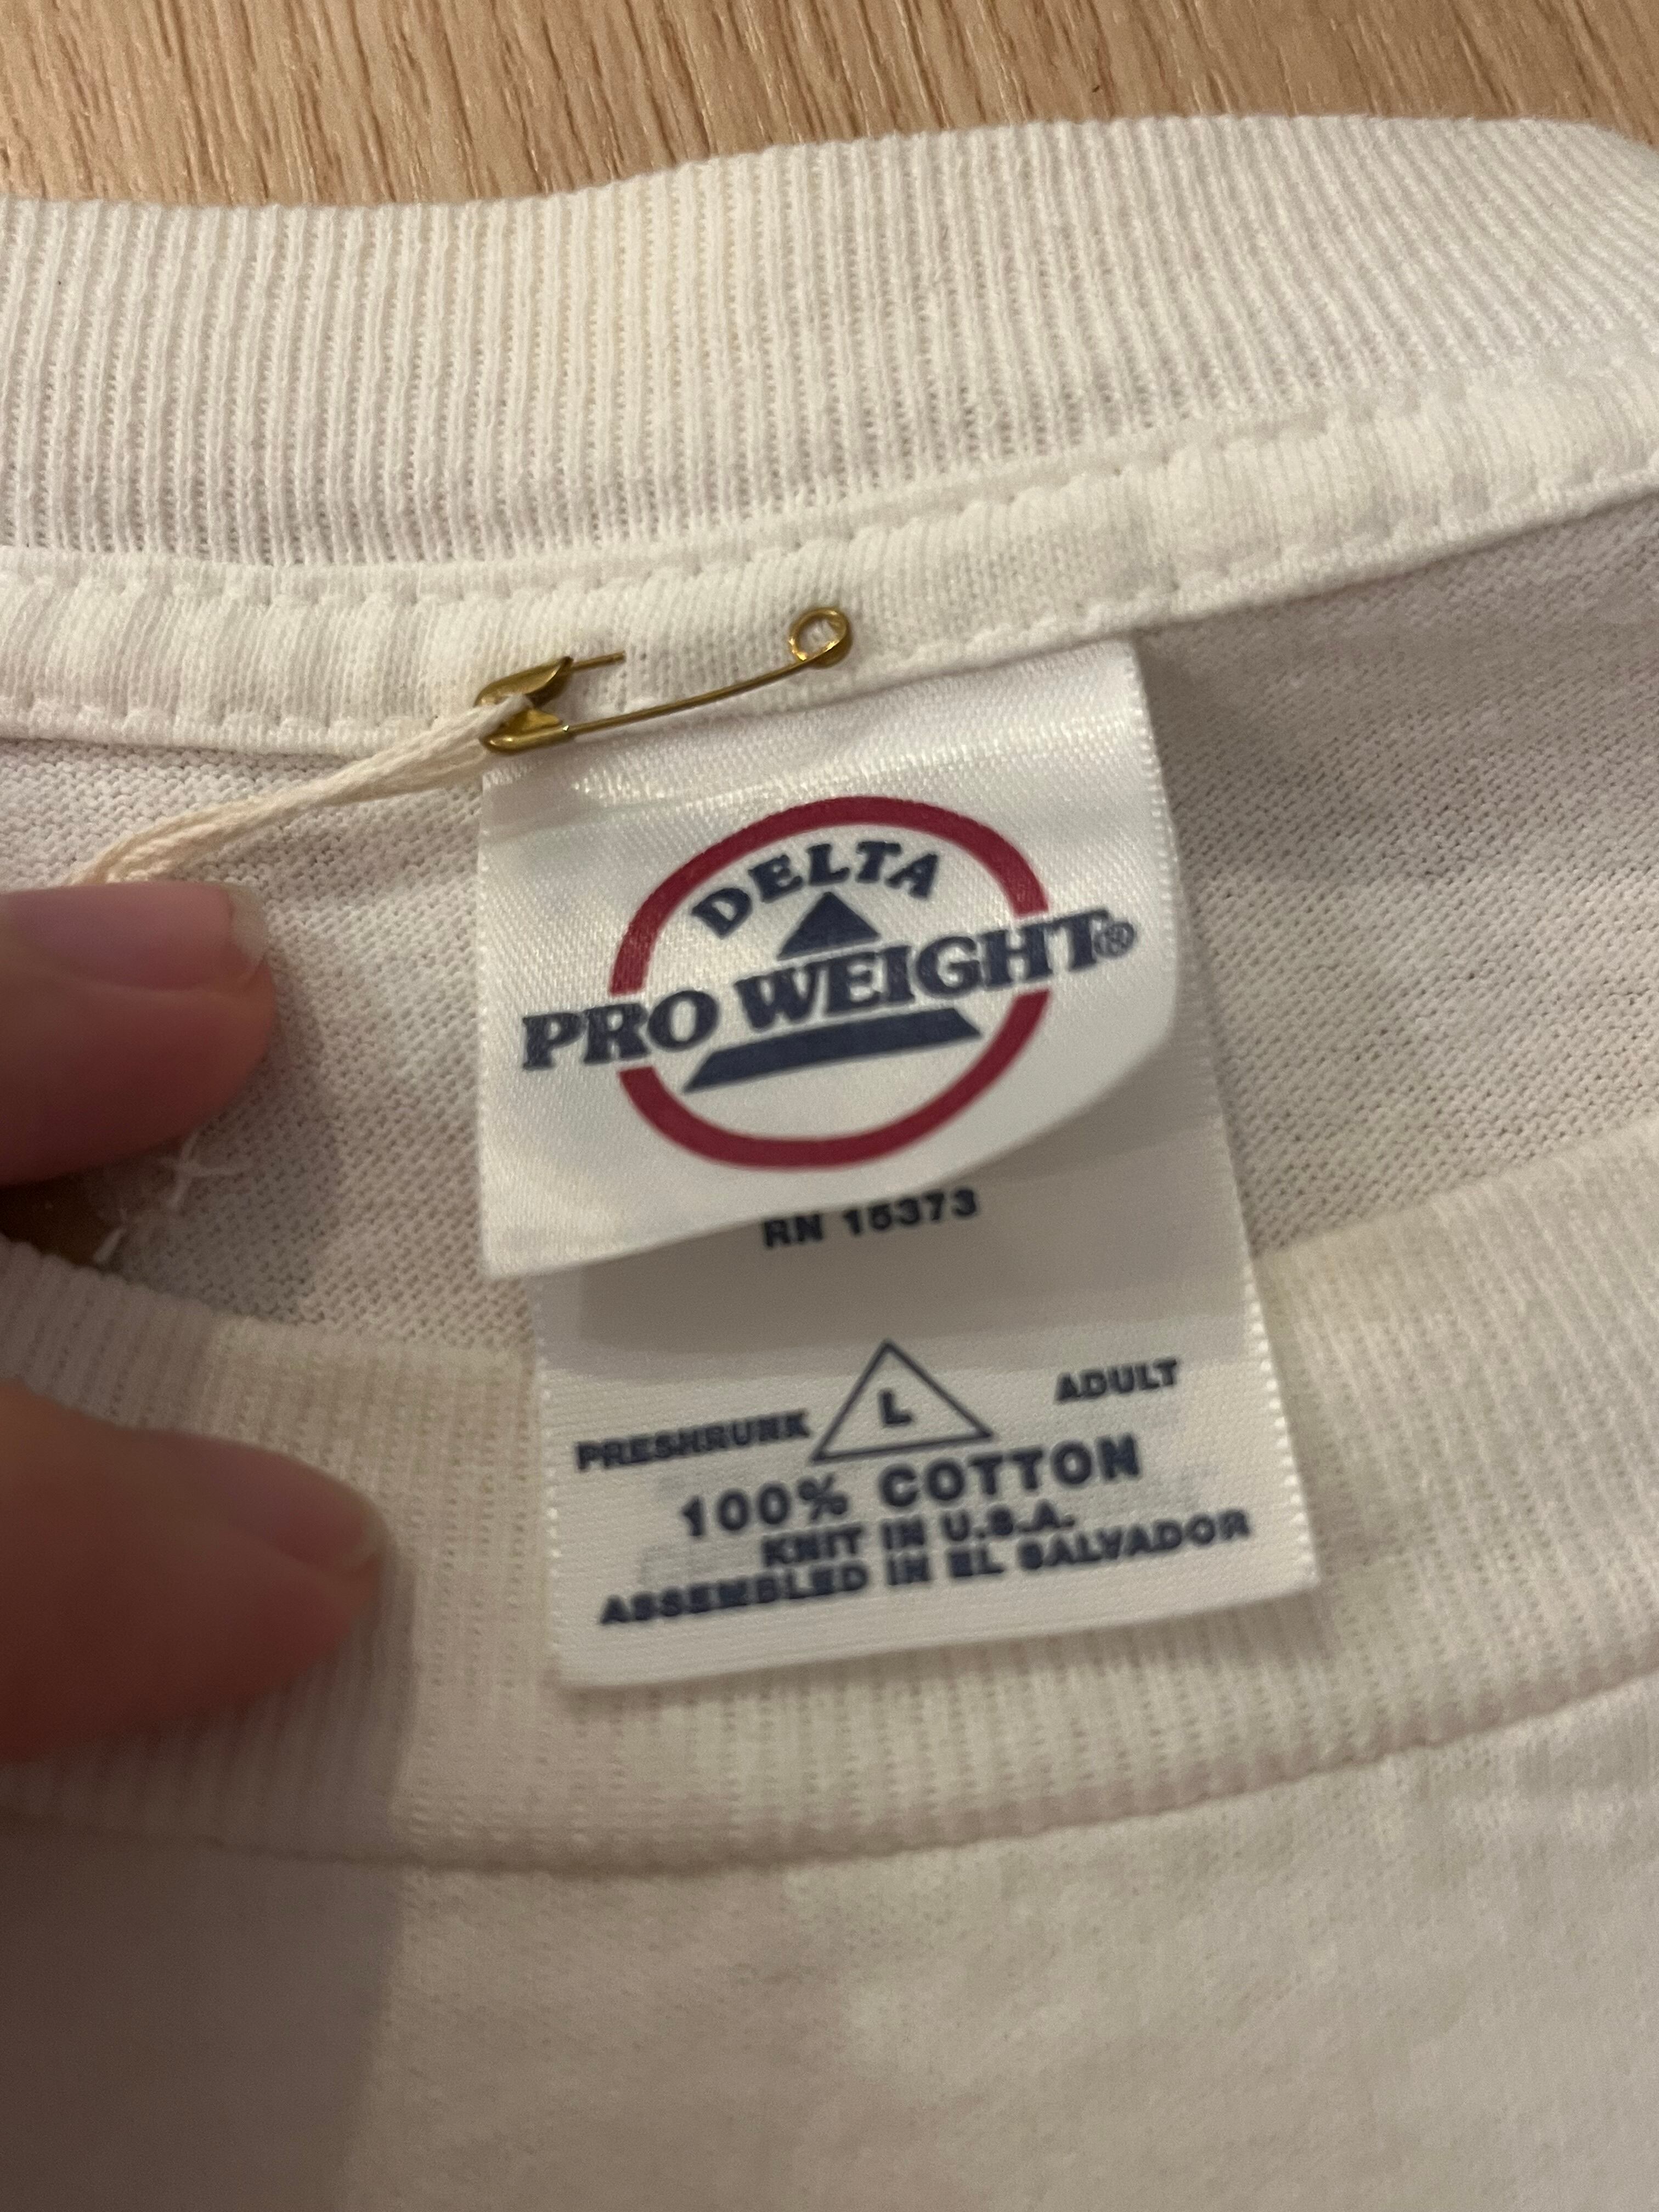 DELTA
PRO WEIGHT®
RN 15373
PRESHRUNK L ADULT
100% COTTON
KNIT IN U.S.A.
ASSEMBLED IN EL SALVADOR